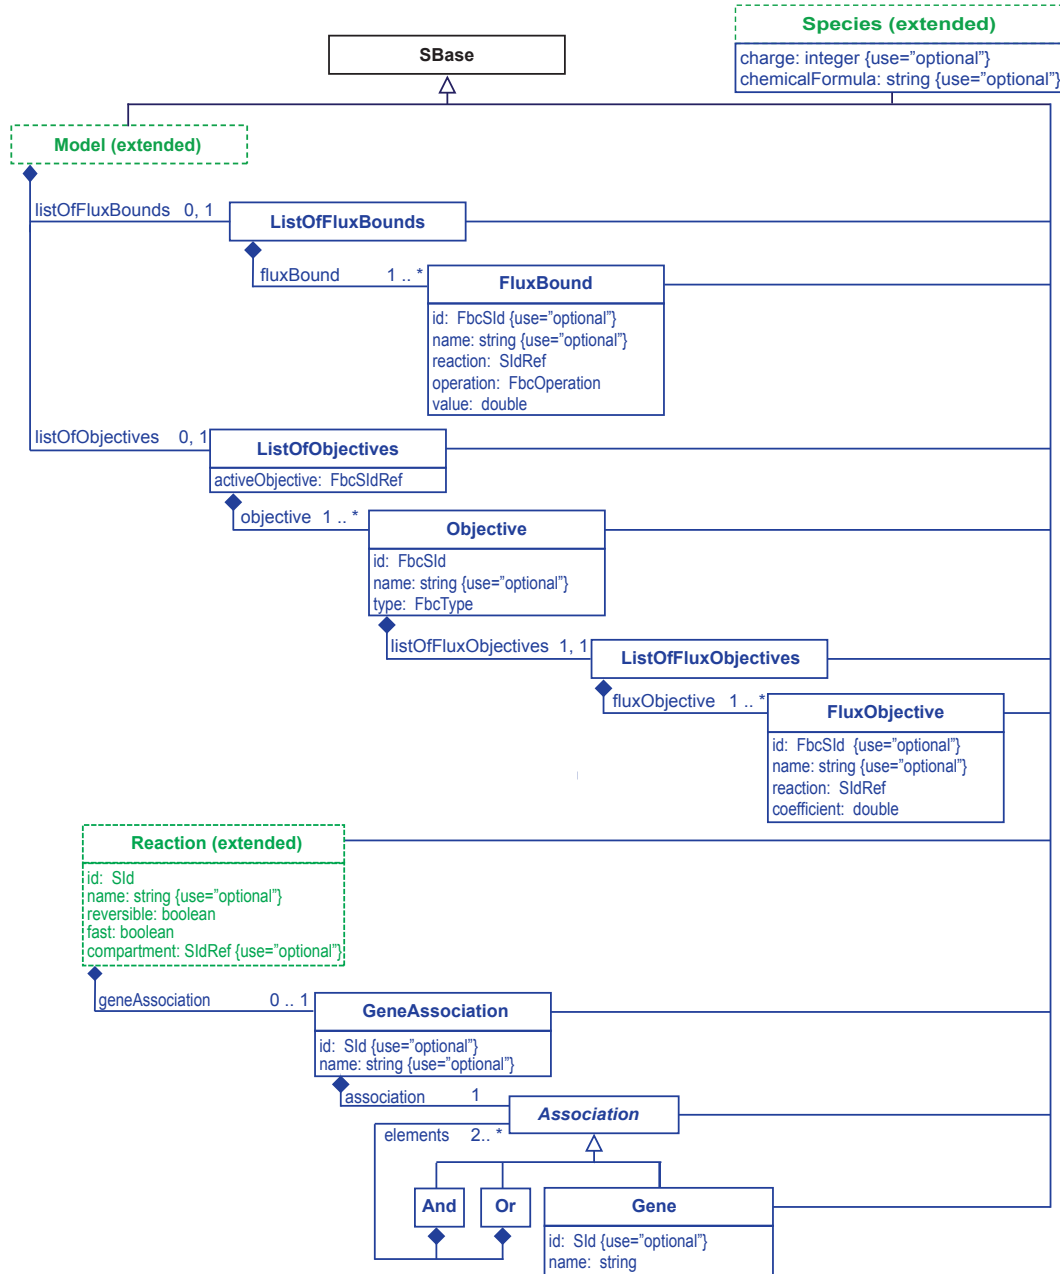 Species (extended)
charge: integer {use=”optional”}
chemicalFormula: string {use=”optional”}
SBase
Model (extended)
listOfFluxBounds 0, 1
ListOfFluxBounds
fluxBound 1 .. *
FluxBound
id: FbcSId {use=”optional”}
name: string {use=”optional”}
reaction: SIdRef
operation: FbcOperation
value: double
listOfObjectives 0, 1
ListOfObjectives
activeObjective: FbcSIdRef
objective 1 .. *
Objective
id: FbcSId
name: string {use=”optional”}
type: FbcType
listOfFluxObjectives 1, 1
ListOfFluxObjectives
fluxObjective 1 .. *
FluxObjective
id: FbcSId {use=”optional”}
name: string {use=”optional”}
reaction: SIdRef
coefficient: double
Reaction (extended)
id: SId
name: string {use=”optional”}
reversible: boolean
fast: boolean
compartment: SIdRef {use=”optional”}
geneAssociation 0 .. 1
GeneAssociation
id: SId {use=”optional”}
name: string {use=”optional”}
association 1
Association
elements 2.. *
And
Or
Gene
id: SId {use=”optional”}
name: string